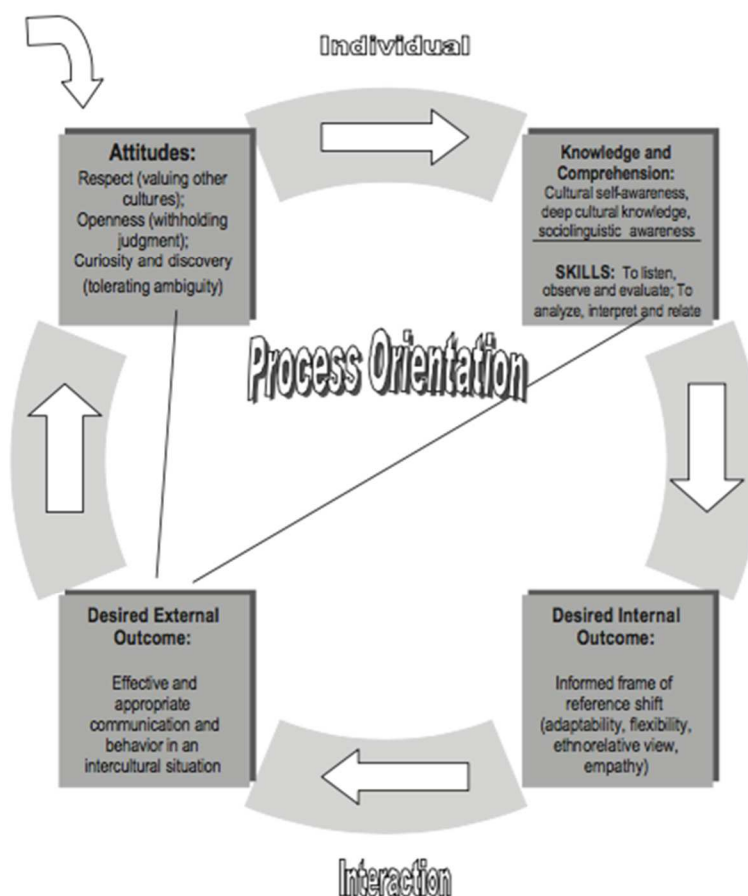 Individual
Attitudes:
Respect (valuing other
cultures);
Openness (withholding
judgment);
Curiosity and discovery
(tolerating ambiguity)
Knowledge and
Comprehension:
Cultural self-awareness,
deep cultural knowledge,
sociolinguistic awareness
SKILLS: To listen,
observe and evaluate; To
analyze, interpret and relate
Process Orientation
Desired External
Outcome:
Effective and
appropriate
communication and
behavior in an
intercultural situation
Desired Internal
Outcome:
Informed frame of
reference shift
(adaptability, flexibility,
ethnorelative view,
empathy)
Interaction